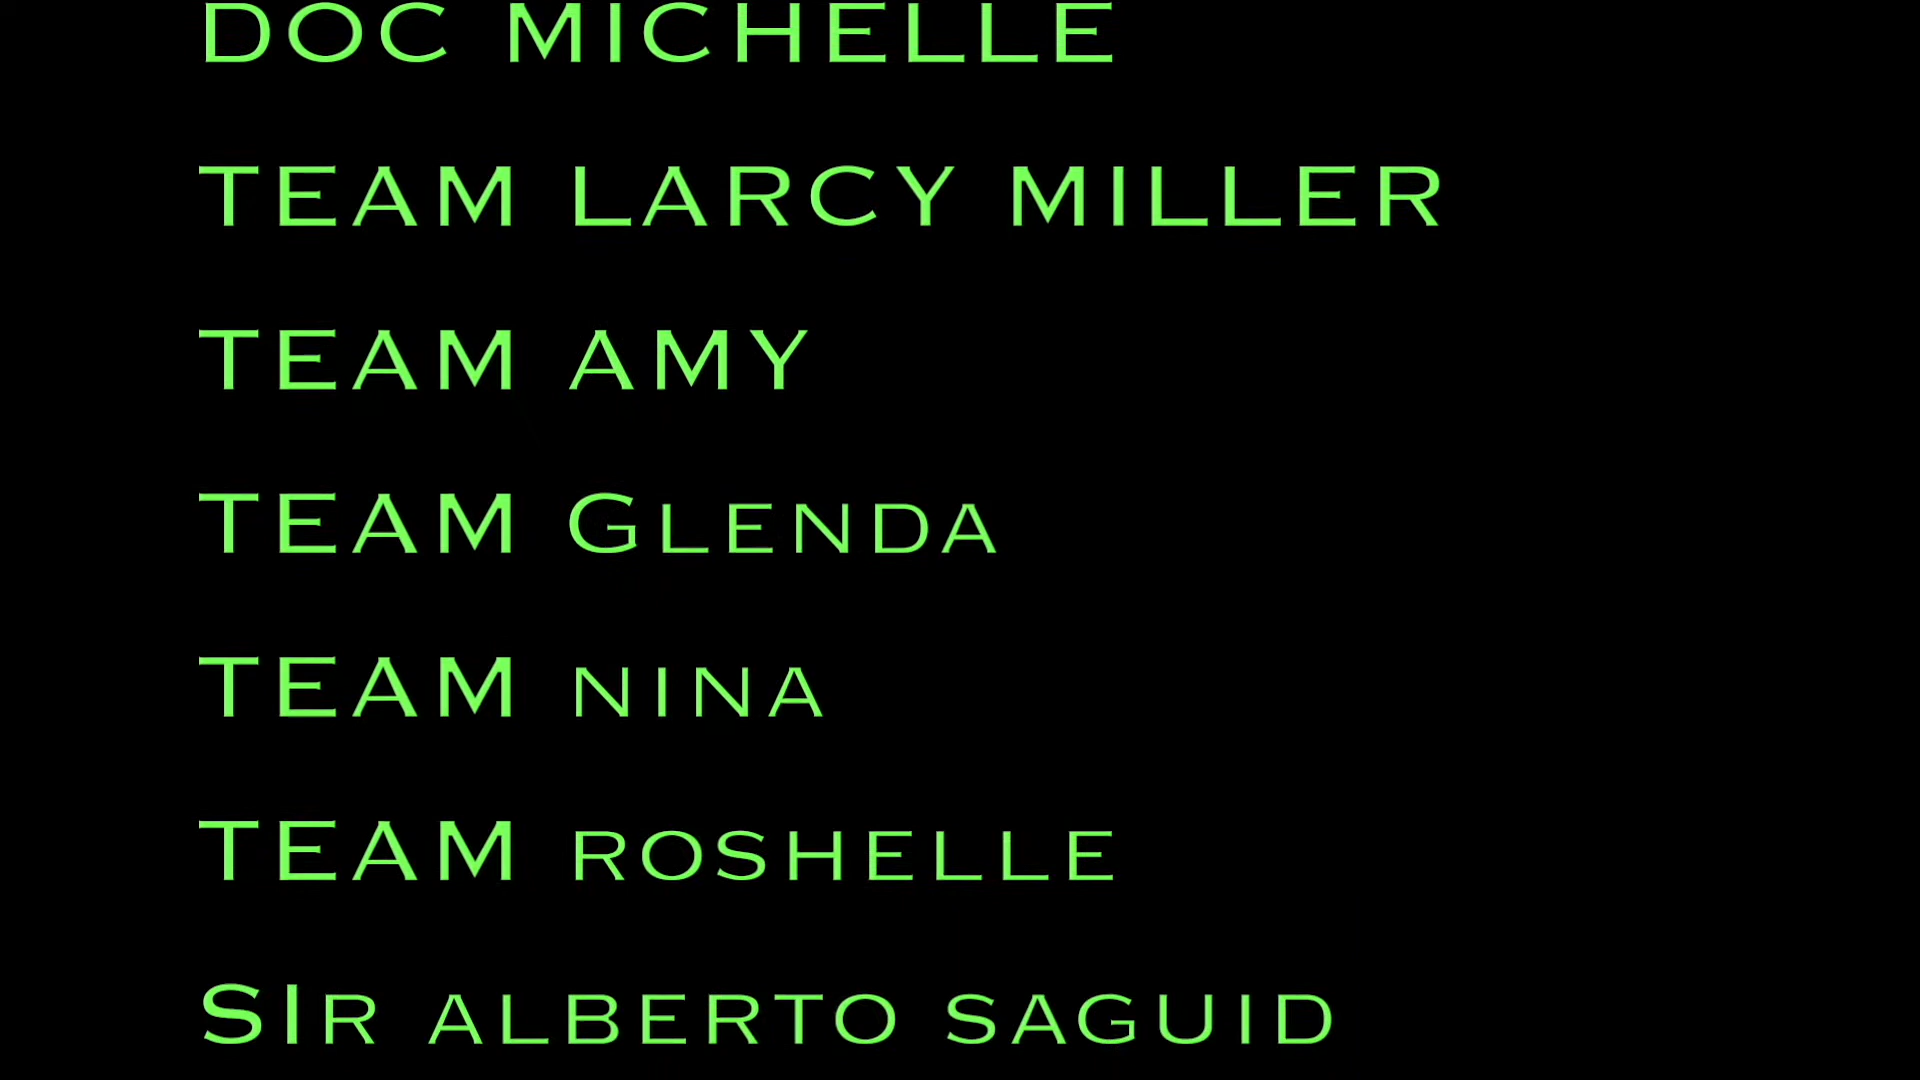 DOC MICHELLE
TEAM LARCY MILLER
TEAM AMY
TEAM Glenda
TEAM nina
TEAM roshelle
SIr alberto saguid